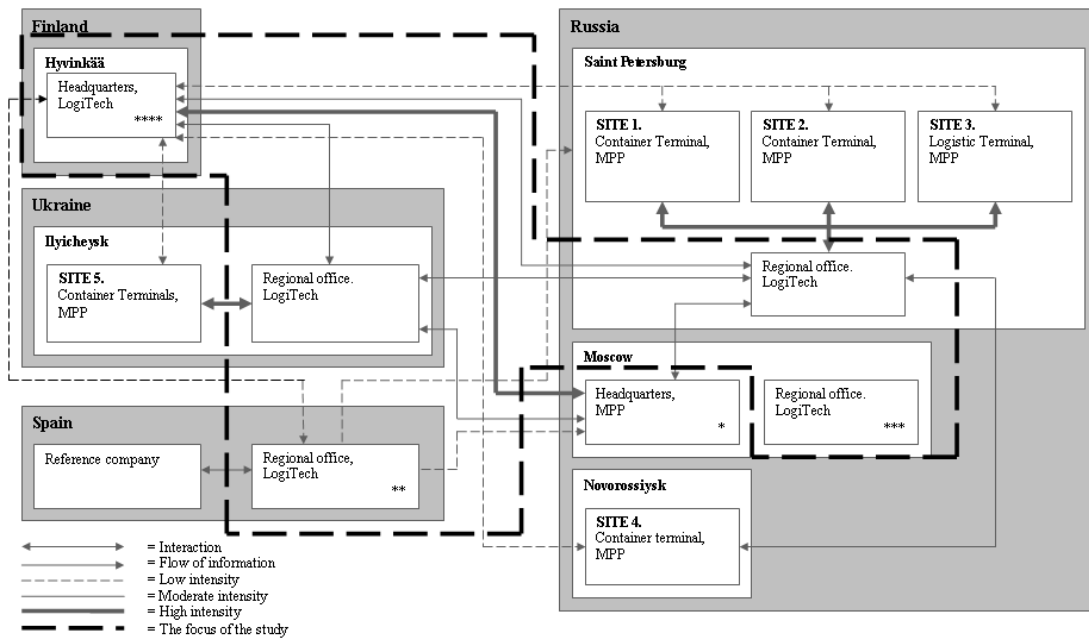 Finland
Hyvinkää
Headquarters,
LogiTech
****
Russia
Saint Petersburg
SITE 1.
Container Terminal,
MPP
SITE 2.
Container Terminal,
MPP
SITE 3.
Logistic Terminal,
MPP
Regional office.
LogiTech
Ukraine
Ilyicheysk
SITE 5.
Container Terminals,
MPP
Regional office.
LogiTech
Moscow
Headquarters,
MPP
*
Regional office.
LogiTech
***
Spain
Reference company
Regional office,
LogiTech
**
Novorossiysk
SITE 4.
Container terminal,
MPP
= Interaction
= Flow of information
= Low intensity
= Moderate intensity
= High intensity
= The focus of the study